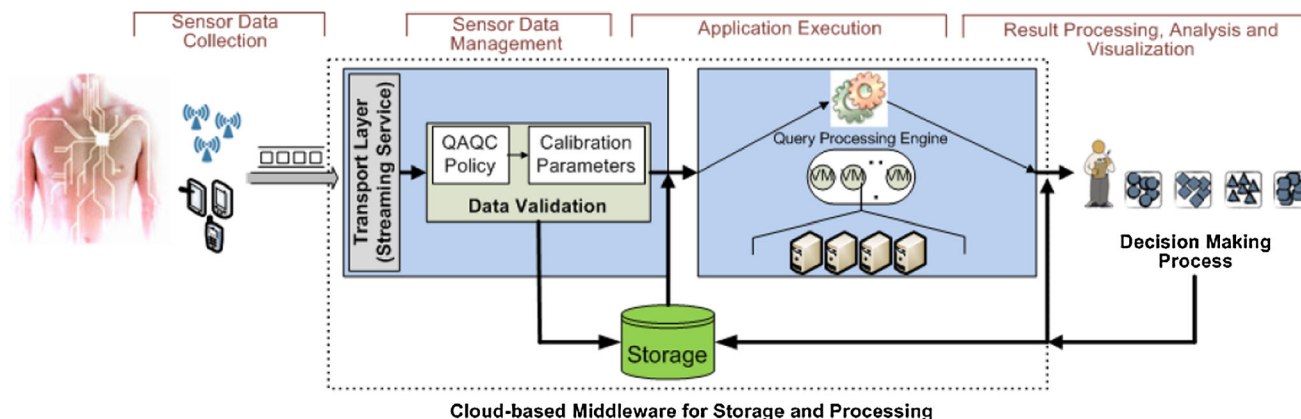 Sensor Data
Collection
Sensor Data
Management
Application Execution
Result Processing, Analysis and
Visualization
Transport Layer
(Streaming Service)
QAQC
Policy
Calibration
Parameters
Data Validation
Query Processing Engine
VM
VM
VM
Decision Making
Process
Storage
Cloud-based Middleware for Storage and Processing